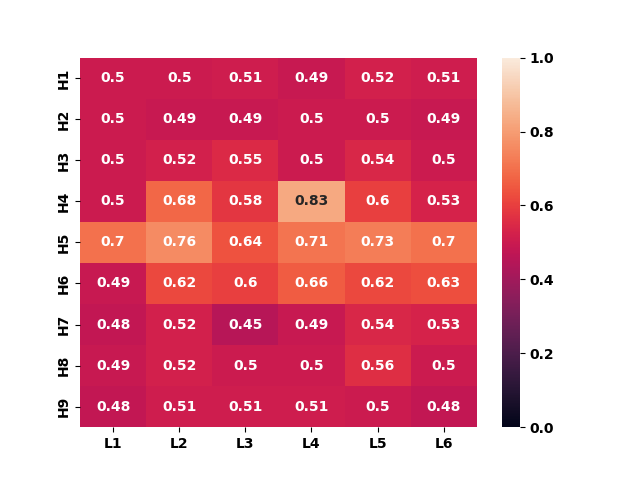 H1 0.5 0.5 0.51 0.49 0.52 0.51
H2 0.5 0.49 0.49 0.5 0.5 0.49
H3 0.5 0.52 0.55 0.5 0.54 0.5
H4 0.5 0.68 0.58 0.83 0.6 0.53
H5 0.7 0.76 0.64 0.71 0.73 0.7
H6 0.49 0.62 0.6 0.66 0.62 0.63
H7 0.48 0.52 0.45 0.49 0.54 0.53
H8 0.49 0.52 0.5 0.5 0.56 0.5
H9 0.48 0.51 0.51 0.51 0.5 0.48
L1 L2 L3 L4 L5 L6
1.0
0.8
0.6
0.4
0.2
0.0